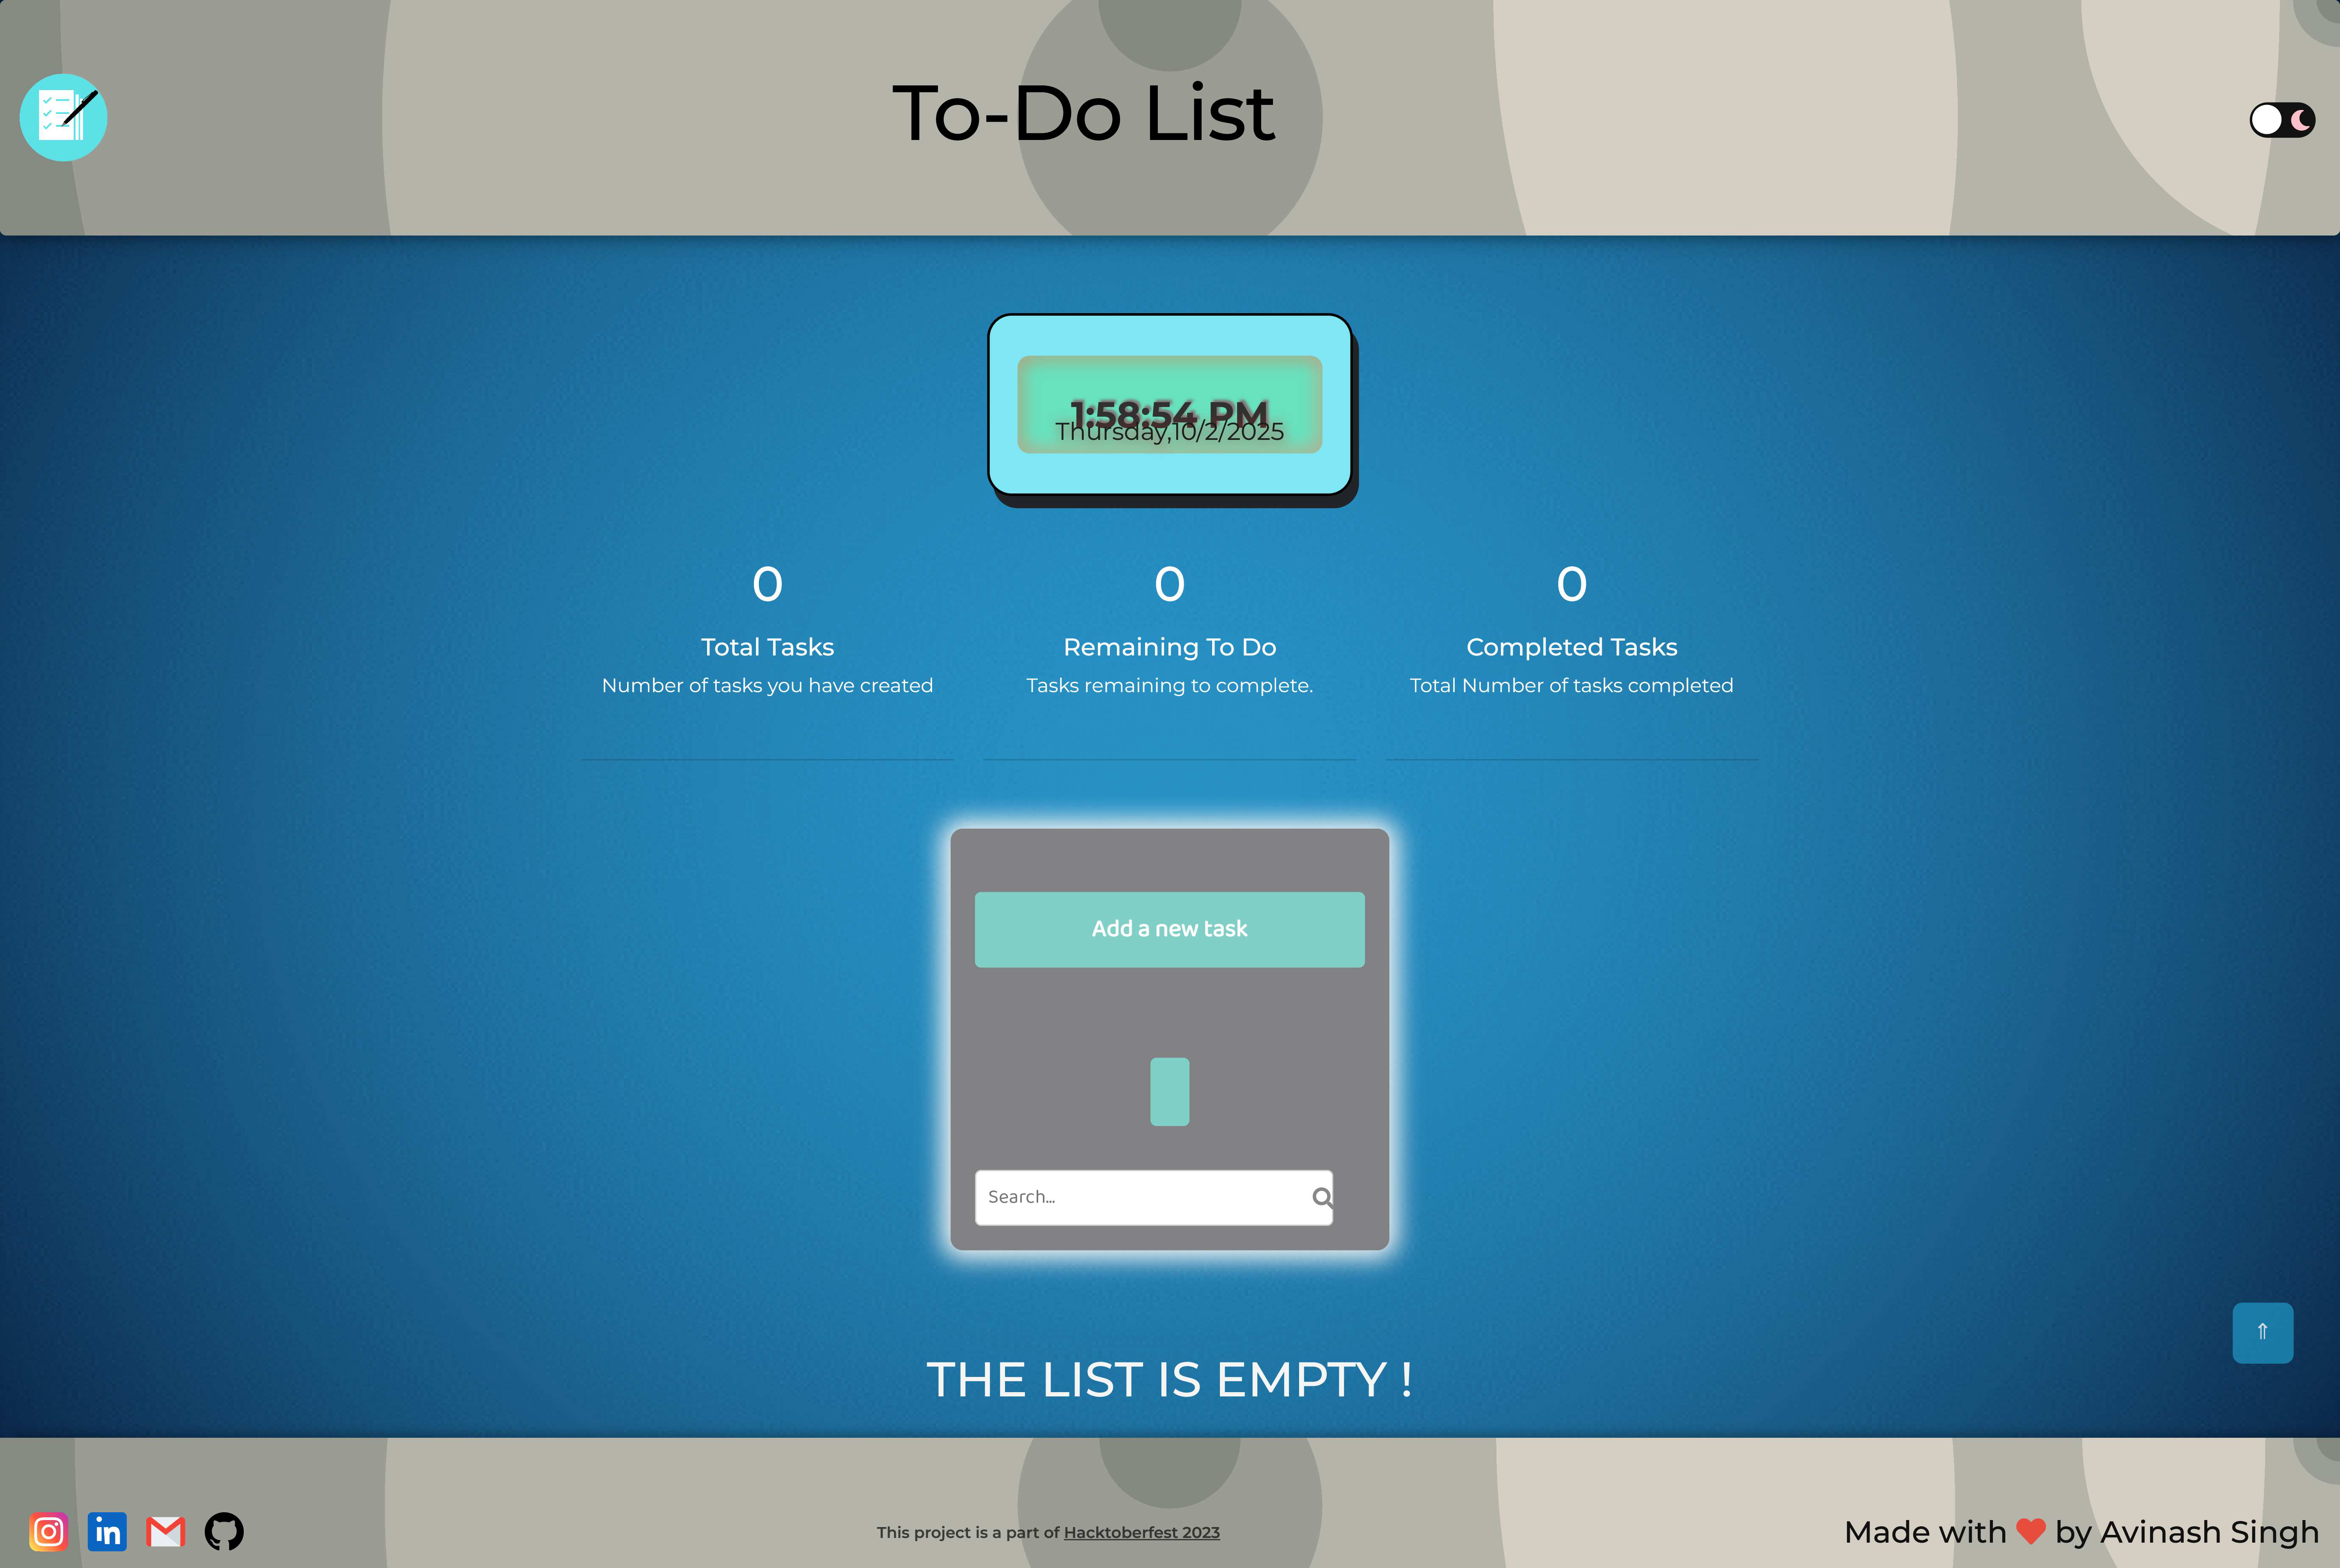 To-Do List
1:58:54 PM
Thursday,10/2/2025
0
Total Tasks
Number of tasks you have created
0
Remaining To Do
Tasks remaining to complete.
0
Completed Tasks
Total Number of tasks completed
Add a new task
Search...
⇑
THE LIST IS EMPTY !
in
This project is a part of Hacktoberfest 2023
Made with ❤️ by Avinash Singh